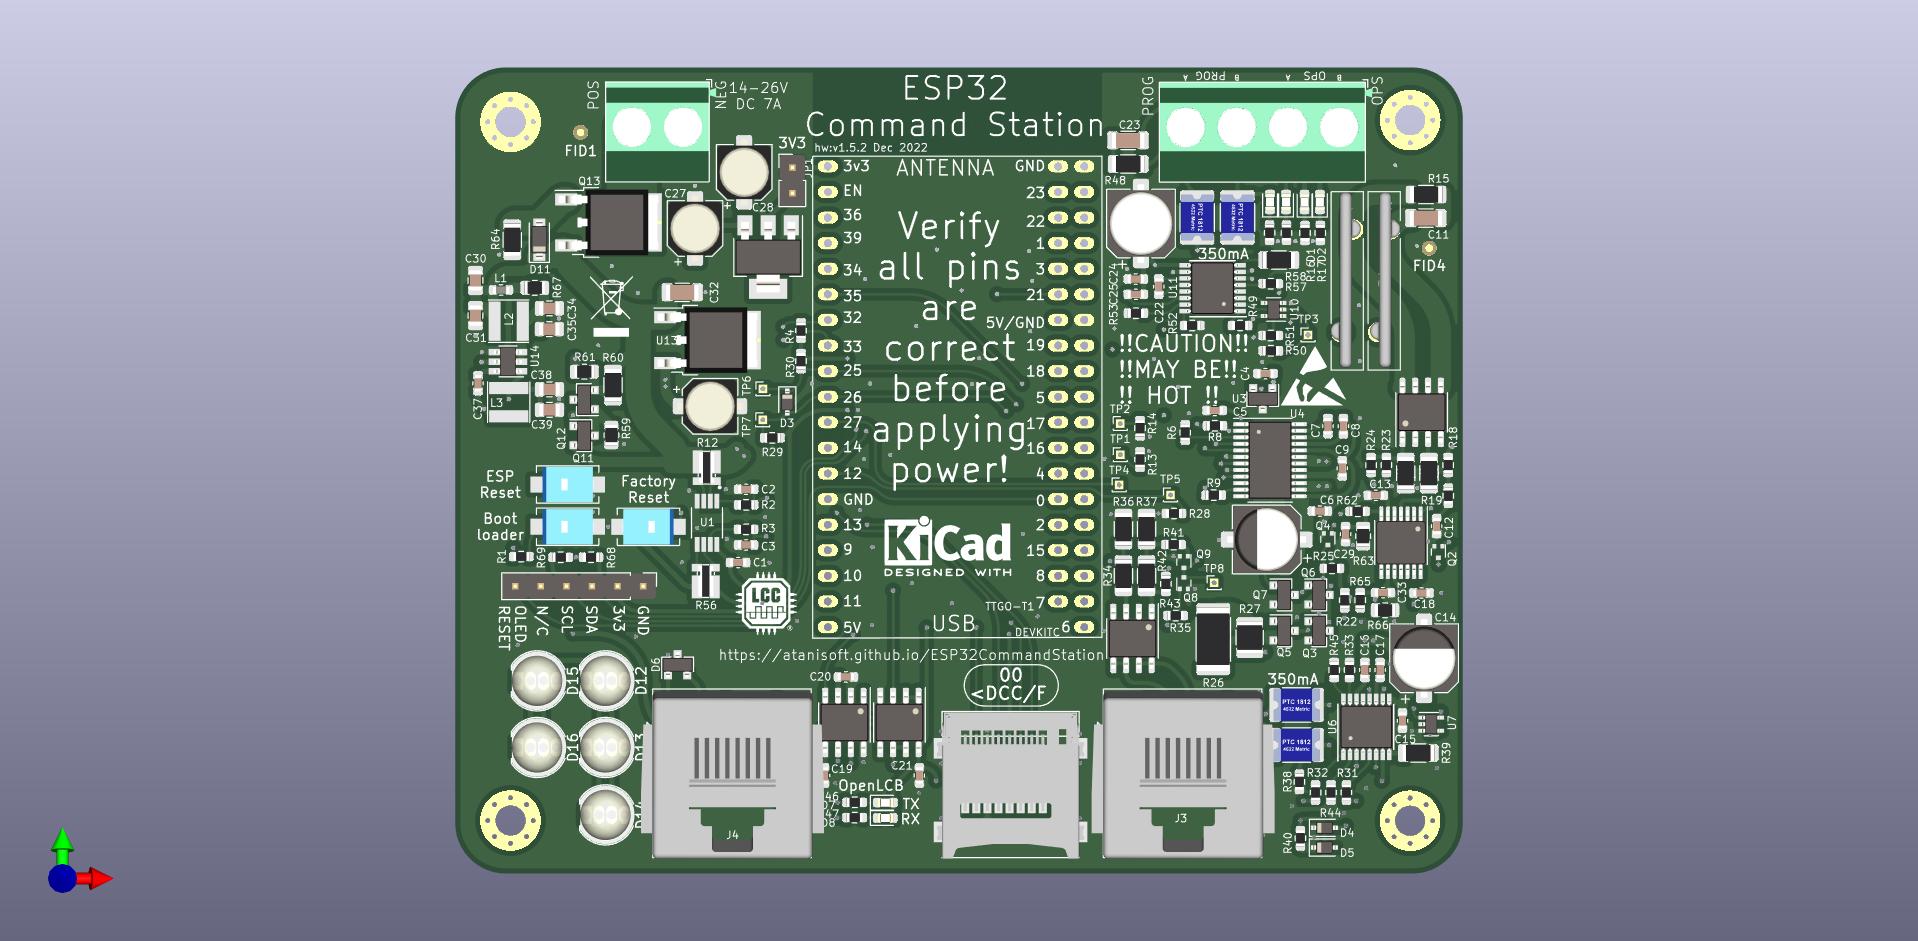 ESP32
Command Station
hw:v1.5.2 Dec 2022
POS
NEG
14-26V
DC 7A
FID1
3V3
JP1
PROG
A PROG B
A OPS B
OPS
C23
R48
R15
C11
FID4
Q13
C27
C28
R64
D11
C30
L1
R67
C31
L2
C34
C35
C32
U14
U13
R4
R30
R61
R60
C37
L3
C38
C39
Q12
Q11
R59
TP6
TP7
D3
R29
R12
ESP
Reset
Factory
Reset
Boot
loader
U1
C2
R2
R3
C3
C1
R1
R69
R68
R56
LCC
OLED
RESET
N/C
SCL
SDA
3v3
GND
ANTENNA
3v3
EN
36
39
34
35
32
33
25
26
27
14
12
GND
13
9
10
11
5V
GND
23
22
1
3
21
5V/GND
19
18
5
17
16
4
0
2
15
8
TTGO-T1 7
DEVKITC 6
Verify
all pins
are
correct
before
applying
power!
KiCad
DESIGNED WITH
USB
https://atanisoft.github.io/ESP32CommandStation
00
<DCC/F
PTC 1812
4532 Metric
PTC 1812
4532 Metric
350mA
C24
C25
R53
C22
U11
R52
R49
R58
R57
U10
R51
R50
R16
D1
R17
D2
TP3
!!CAUTION!!
!!MAY BE!!
!! HOT !!
C4
U3
C5
U4
TP2
TP1
TP4
TP5
R14
R13
R6
R8
R9
R28
C7
C8
C9
R24
R23
R18
C13
R19
R36
R37
R41
R42
Q9
R34
R43
Q8
R35
TP8
C6
R62
Q4
R25
C29
R63
C12
Q2
Q6
Q7
R65
C33
C18
R22
R66
Q5
Q3
R27
R26
R45
R33
C16
C17
C14
350mA
PTC 1812
4532 Metric
PTC 1812
4532 Metric
U6
C15
U7
R39
R38
R32
R31
R44
R40
D4
D5
D6
D15
D12
D16
D13
D14
J4
J3
C20
C19
C21
OpenLCB
TX
RX